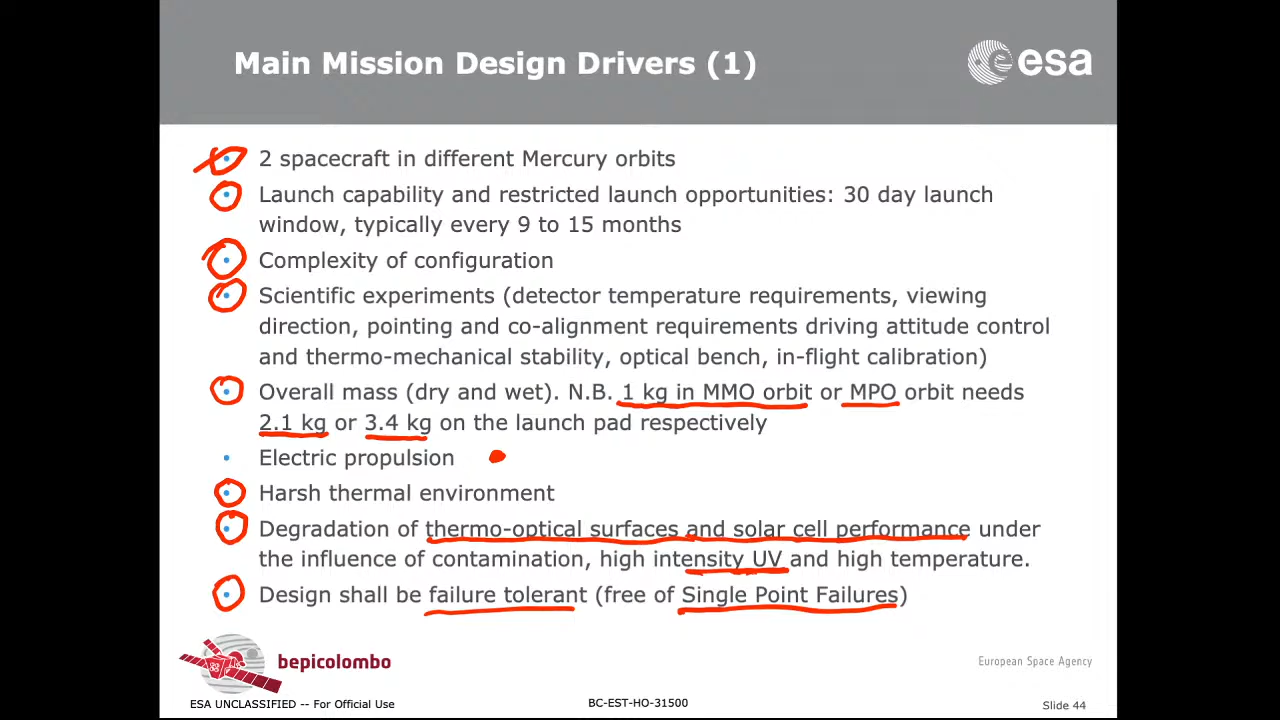 Main Mission Design Drivers (1)
esa
2 spacecraft in different Mercury orbits
Launch capability and restricted launch opportunities: 30 day launch
window, typically every 9 to 15 months
Complexity of configuration
Scientific experiments (detector temperature requirements, viewing
direction, pointing and co-alignment requirements driving attitude control
and thermo-mechanical stability, optical bench, in-flight calibration)
Overall mass (dry and wet). N.B. 1 kg in MMO orbit or MPO orbit needs
2.1 kg or 3.4 kg on the launch pad respectively
Electric propulsion
Harsh thermal environment
Degradation of thermo-optical surfaces and solar cell performance under
the influence of contamination, high intensity UV and high temperature.
Design shall be failure tolerant (free of Single Point Failures)
bepicolombo
European Space Agency
ESA UNCLASSIFIED -- For Official Use
BC-EST-HO-31500
Slide 44